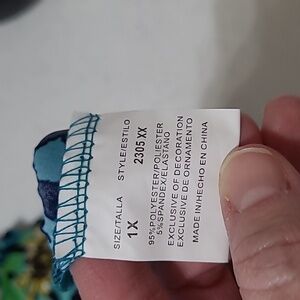 SIZE/TALLA STYLE/ESTILO
1X 2305 XX
95% POLYESTER/POLIESTER
5% SPANDEX/ELASTANO
EXCLUSIVE OF DECORATION
EXCLUSIVE DE ORNAMENTO
MADE IN/HECHO EN CHINA